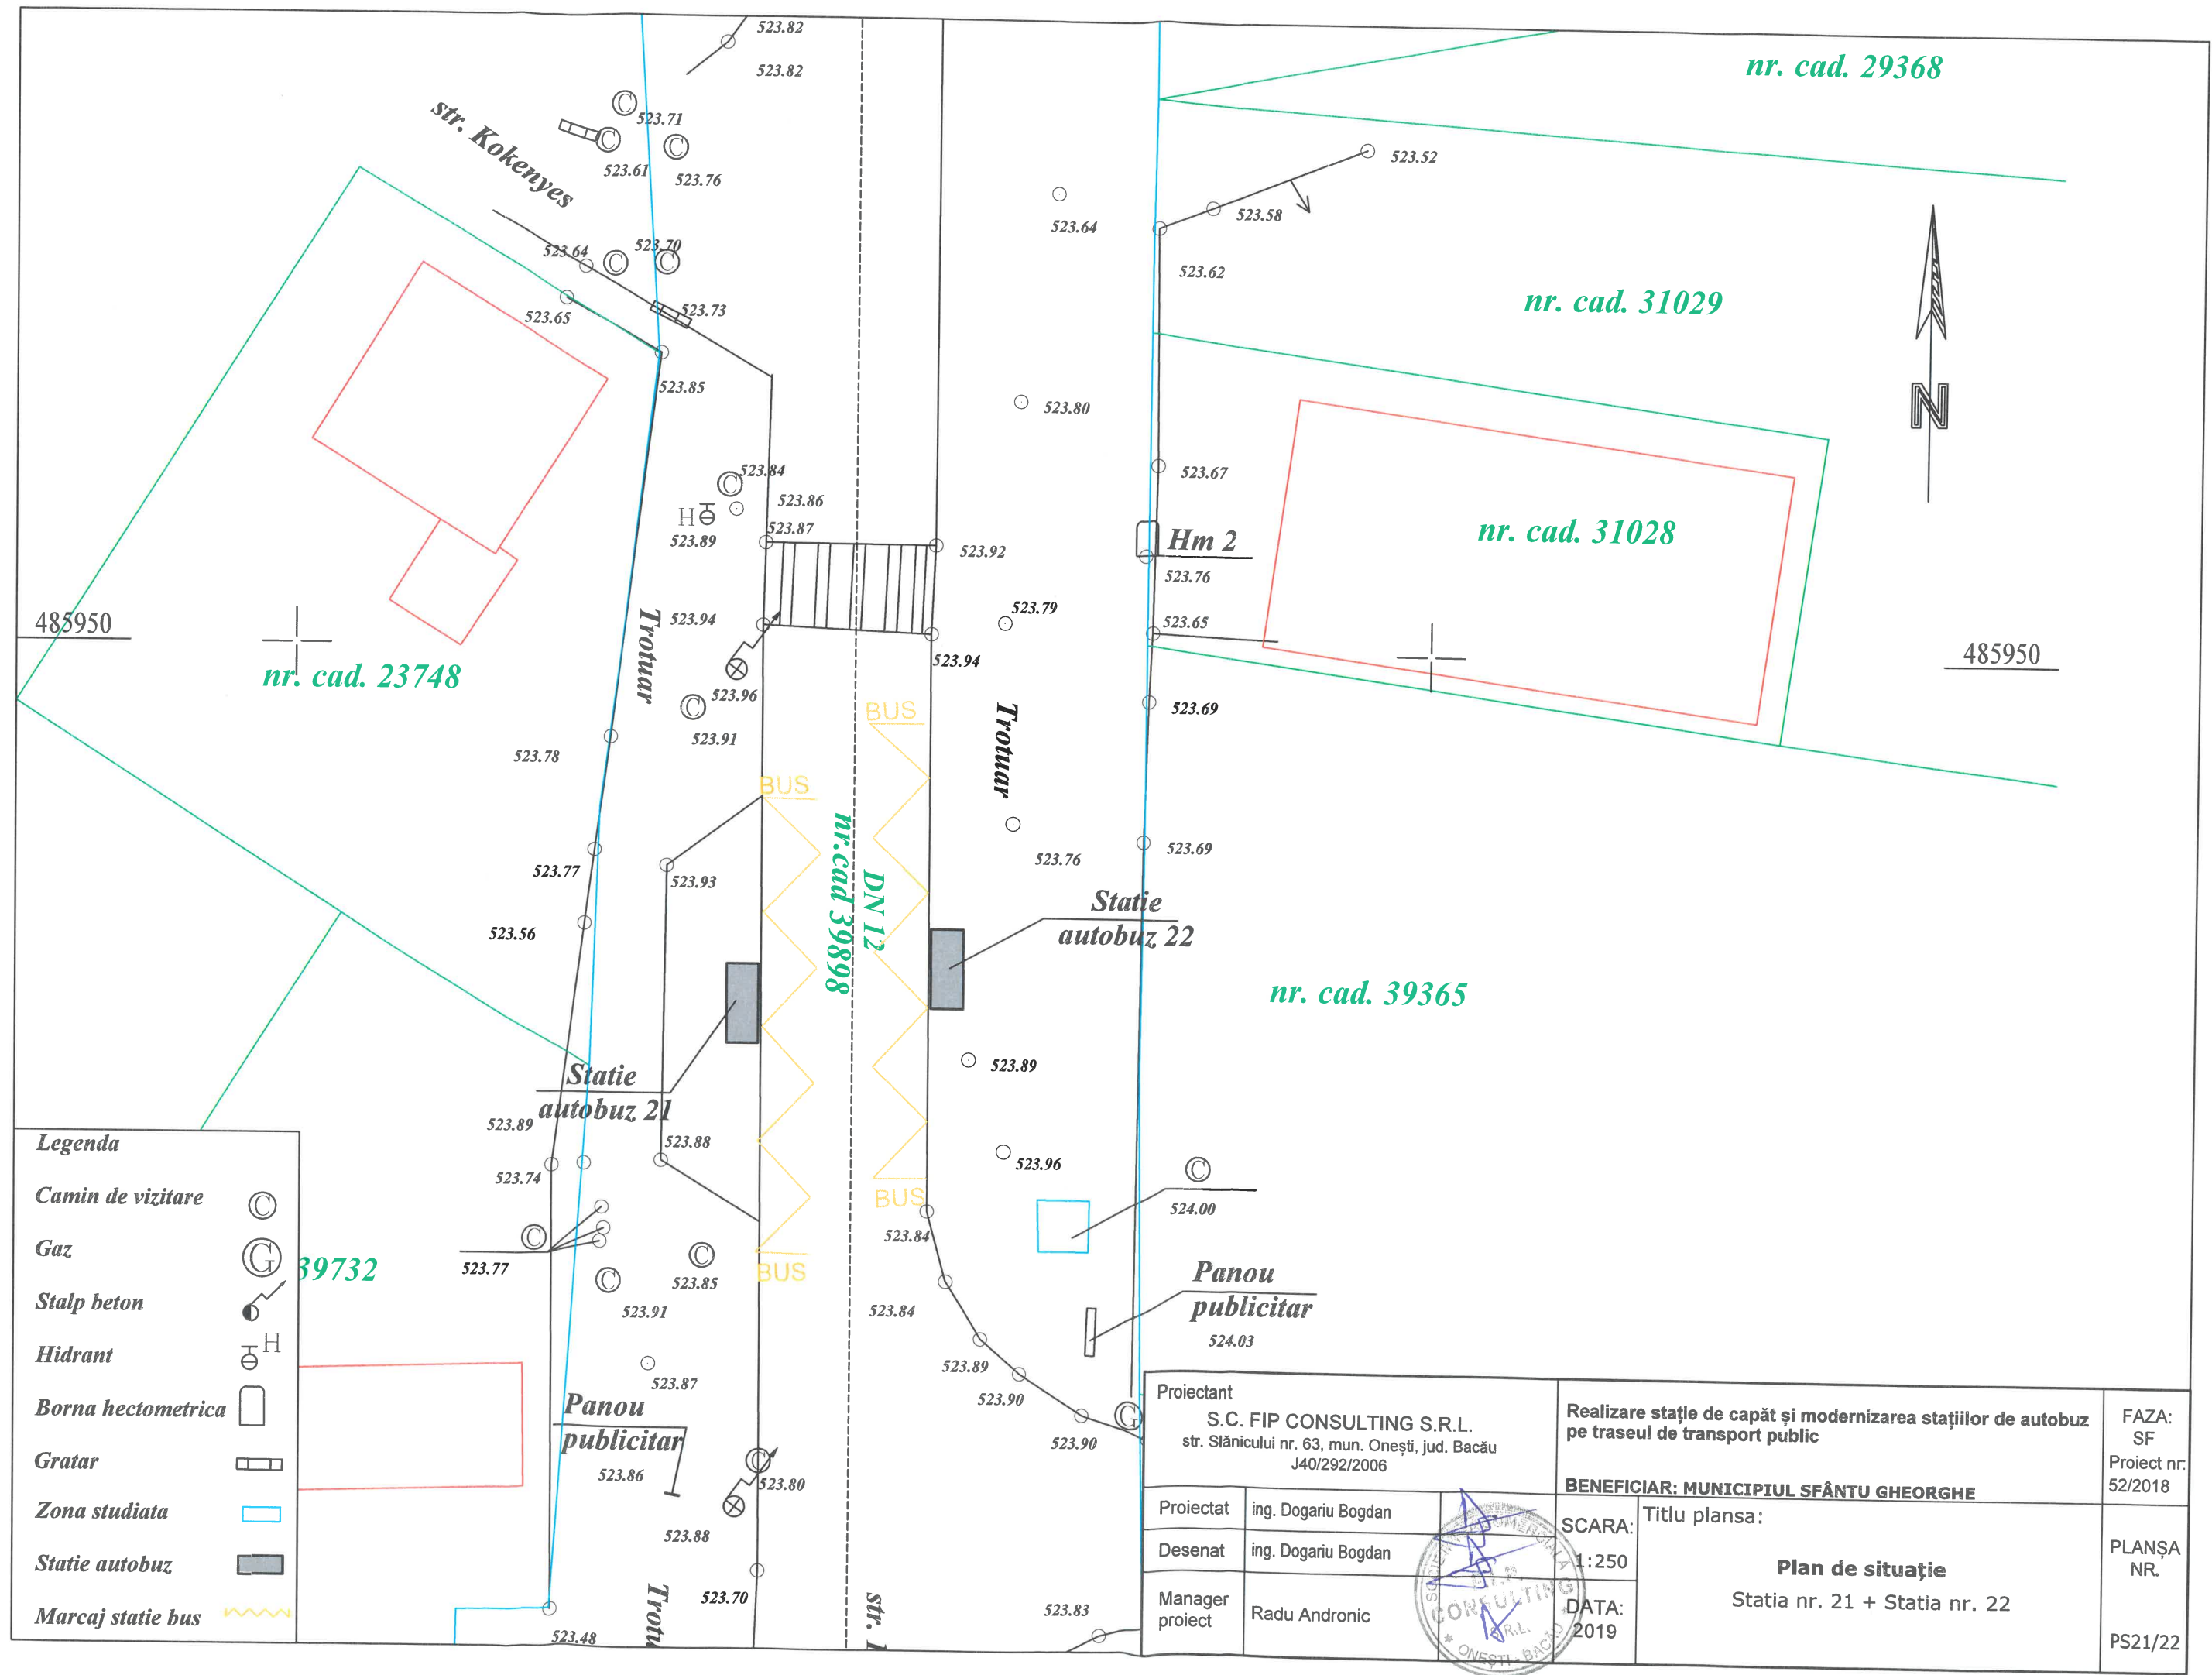 523.82
523.82
nr. cad. 29368
str. Kokenyes
C
523.71
C
C
523.61
523.76
523.52
523.58
523.64
523.64
523.70
C
C
523.62
523.65
523.73
nr. cad. 31029
523.85
523.80
N
C
523.84
523.67
523.86
H
523.87
523.89
523.92
Hm 2
nr. cad. 31028
523.76
523.79
523.94
523.65
485950
Trotuar
523.94
485950
nr. cad. 23748
C
523.96
523.91
BUS
Trotuar
523.69
523.78
BUS
523.76
523.69
523.77
523.93
nr.cad 39898
DN 12
Statie
autobuz 22
523.56
nr. cad. 39365
523.89
Statie
autobuz 21
523.89
523.88
523.74
523.96
C
524.00
BUS
523.84
C
523.77
C
523.85
BUS
C
523.91
523.84
Panou
publicitar
524.03
39732
523.87
523.89
523.90
G
523.90
Panou
publicitar
523.86
C
523.80
523.88
523.70
Trotu
str. I
523.83
523.48
Legenda
Camin de vizitare C
Gaz G
Stalp beton
Hidrant H
Borna hectometrica
Gratar
Zona studiata
Statie autobuz
Marcaj statie bus
Proiectant
S.C. FIP CONSULTING S.R.L.
str. Slănicului nr. 63, mun. Onești, jud. Bacău
J40/292/2006
Realizare stație de capăt și modernizarea stațiilor de autobuz
pe traseul de transport public
BENEFICIAR: MUNICIPIUL SFÂNTU GHEORGHE
FAZA:
SF
Proiect nr:
52/2018
Proiectat ing. Dogariu Bogdan
Desenat ing. Dogariu Bogdan
Manager
proiect
Radu Andronic
CONSULTING
S.R.L.
ONEȘTI - BACĂU
SCARA:
1:250
DATA:
2019
Titlu plansa:
Plan de situație
Statia nr. 21 + Statia nr. 22
PLANȘA
NR.
PS21/22